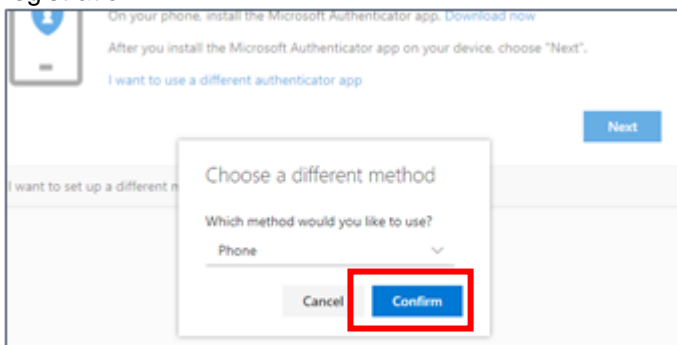 On your phone, install the Microsoft Authenticator app. Download now
After you install the Microsoft Authenticator app on your device, choose "Next".
I want to use a different authenticator app
Next
I want to set up a different m
Choose a different method
Which method would you like to use?
Phone
Cancel
Confirm